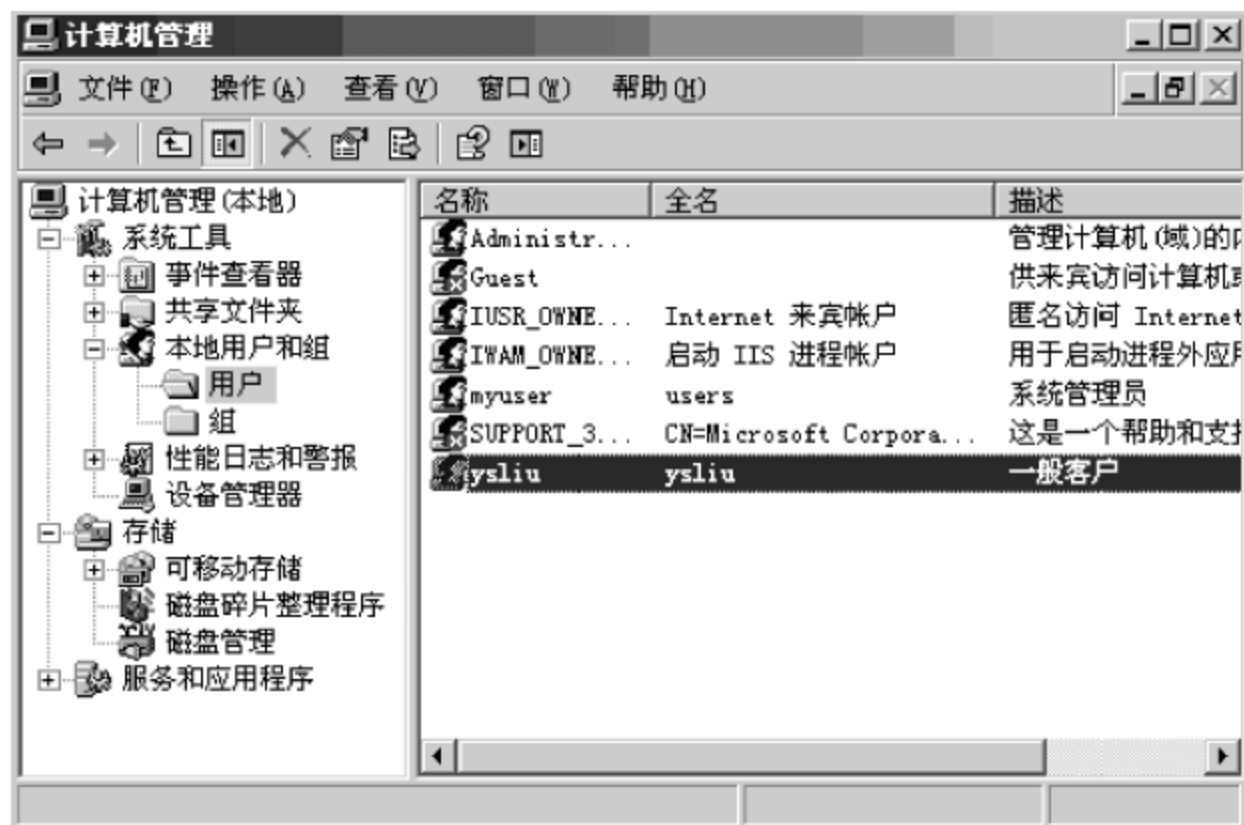 计算机管理
文件(F) 操作(A) 查看(V) 窗口(W) 帮助(H)
计算机管理(本地)
系统工具
事件查看器
共享文件夹
本地用户和组
用户
组
性能日志和警报
设备管理器
存储
可移动存储
磁盘碎片整理程序
磁盘管理
服务和应用程序
名称 全名 描述
Administr... 管理计算机(域)的
Guest 供来宾访问计算机
IUSR_OWNE... Internet 来宾帐户 匿名访问 Internet
IWAM_OWNE... 启动 IIS 进程帐户 用于启动进程外应
myuser users 系统管理员
SUPPORT_3... CN=Microsoft Corpora... 这是一个帮助和支
ysliu ysliu 一般客户